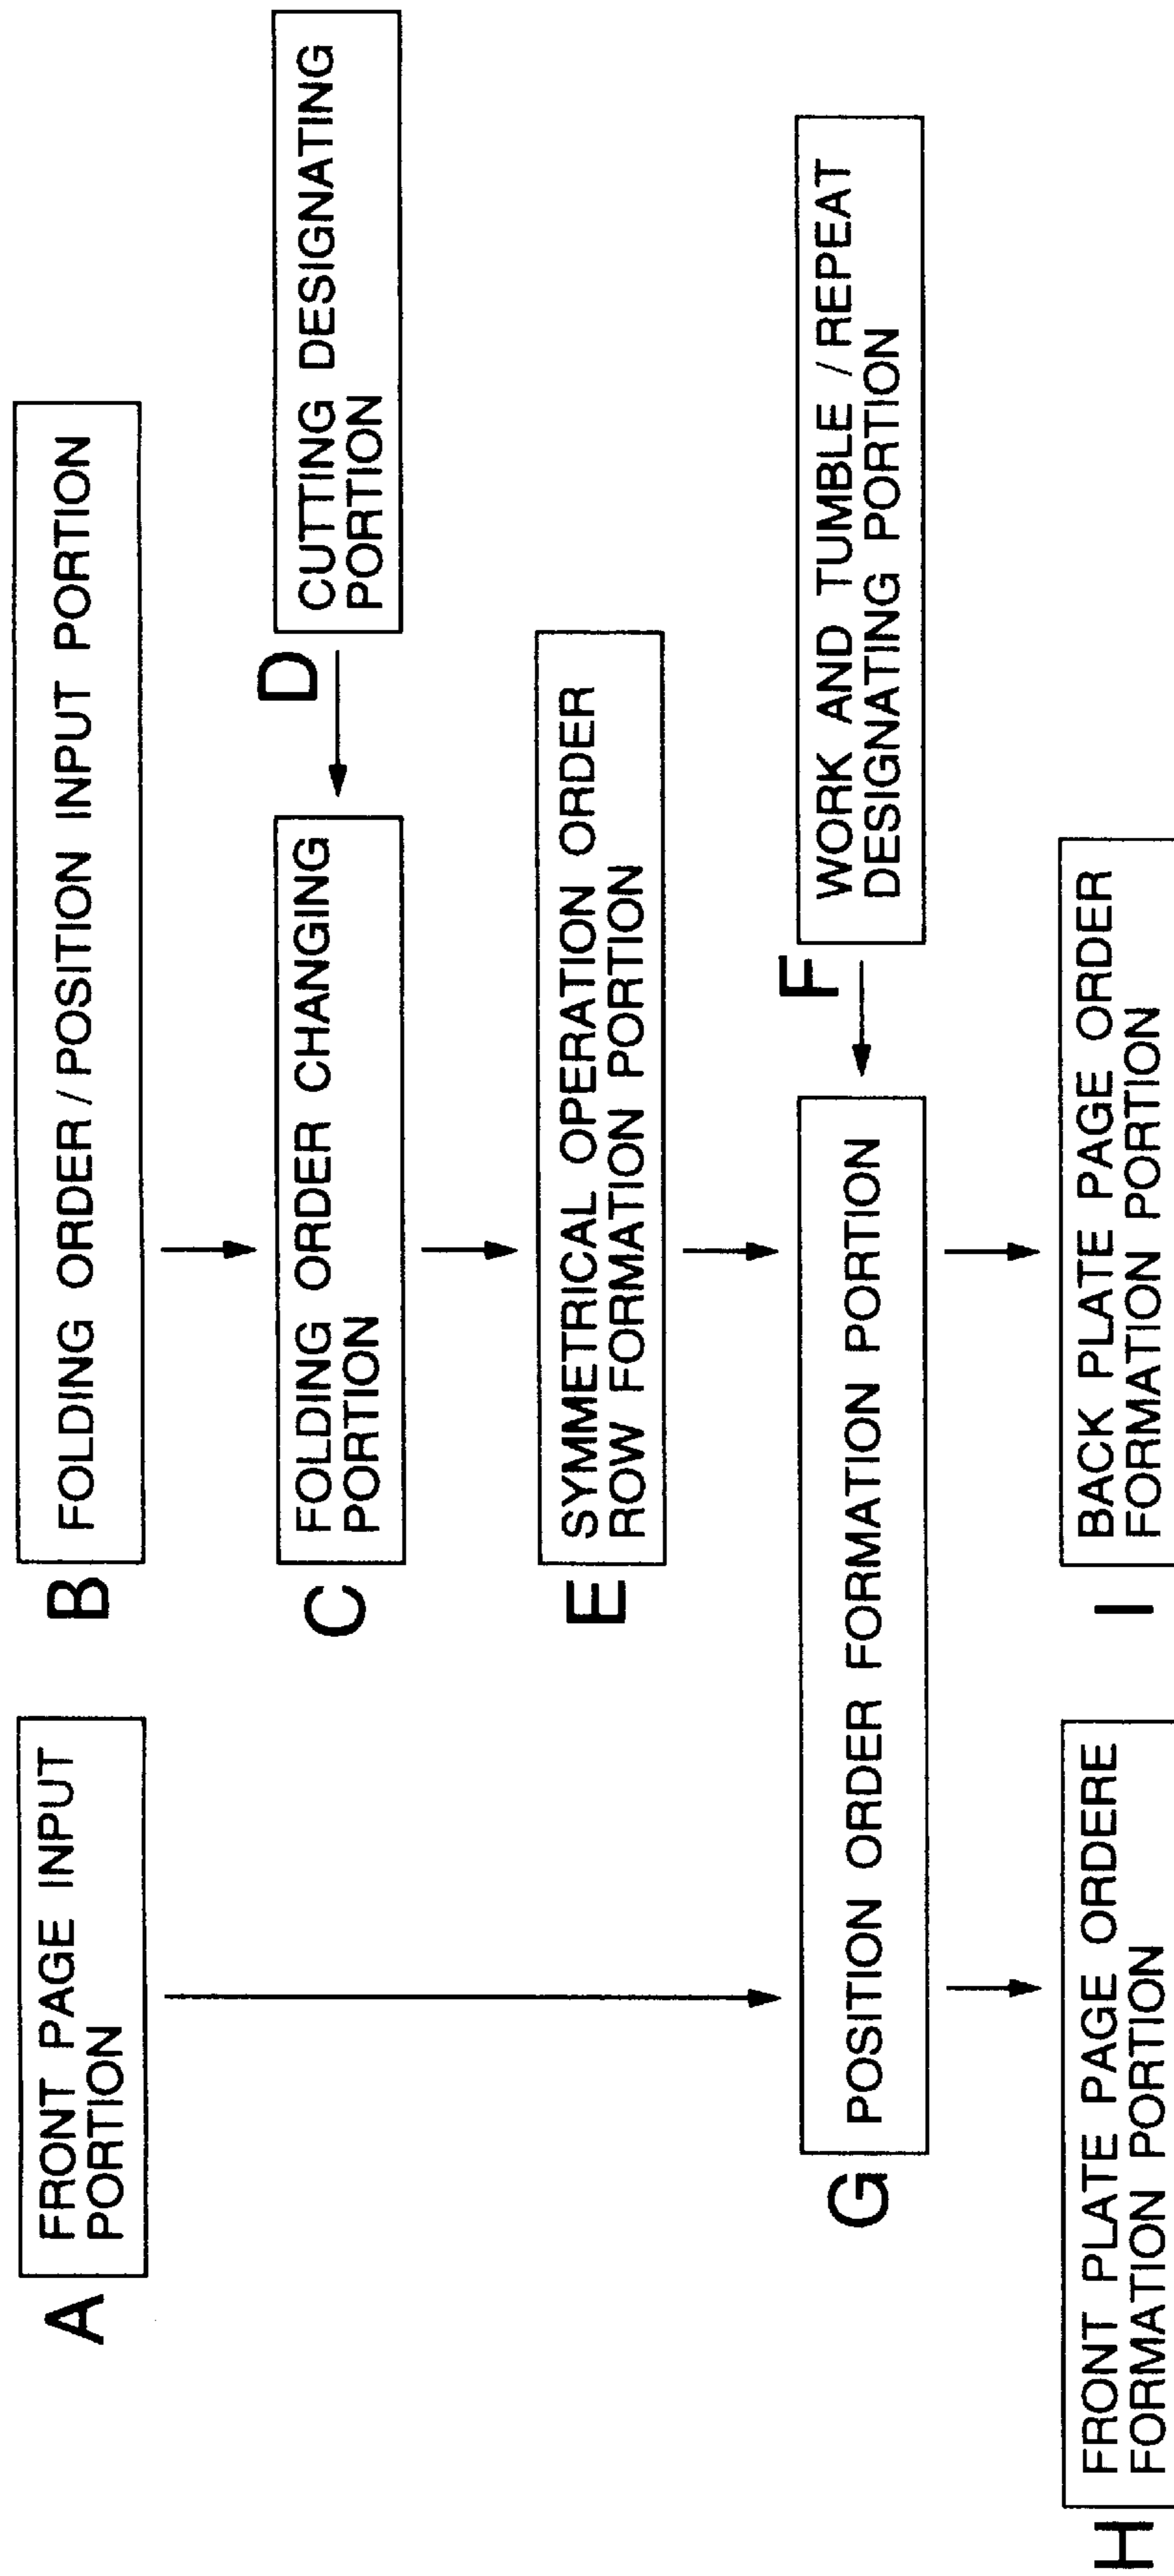 A
FRONT PAGE INPUT
PORTION
B
FOLDING ORDER / POSITION INPUT PORTION
C
FOLDING ORDER CHANGING
PORTION
D
CUTTING DESIGNATING
PORTION
E
SYMMETRICAL OPERATION ORDER
ROW FORMATION PORTION
F
WORK AND TUMBLE / REPEAT
DESIGNATING PORTION
G
POSITION ORDER FORMATION PORTION
H
FRONT PLATE PAGE ORDERE
FORMATION PORTION
I
BACK PLATE PAGE ORDER
FORMATION PORTION